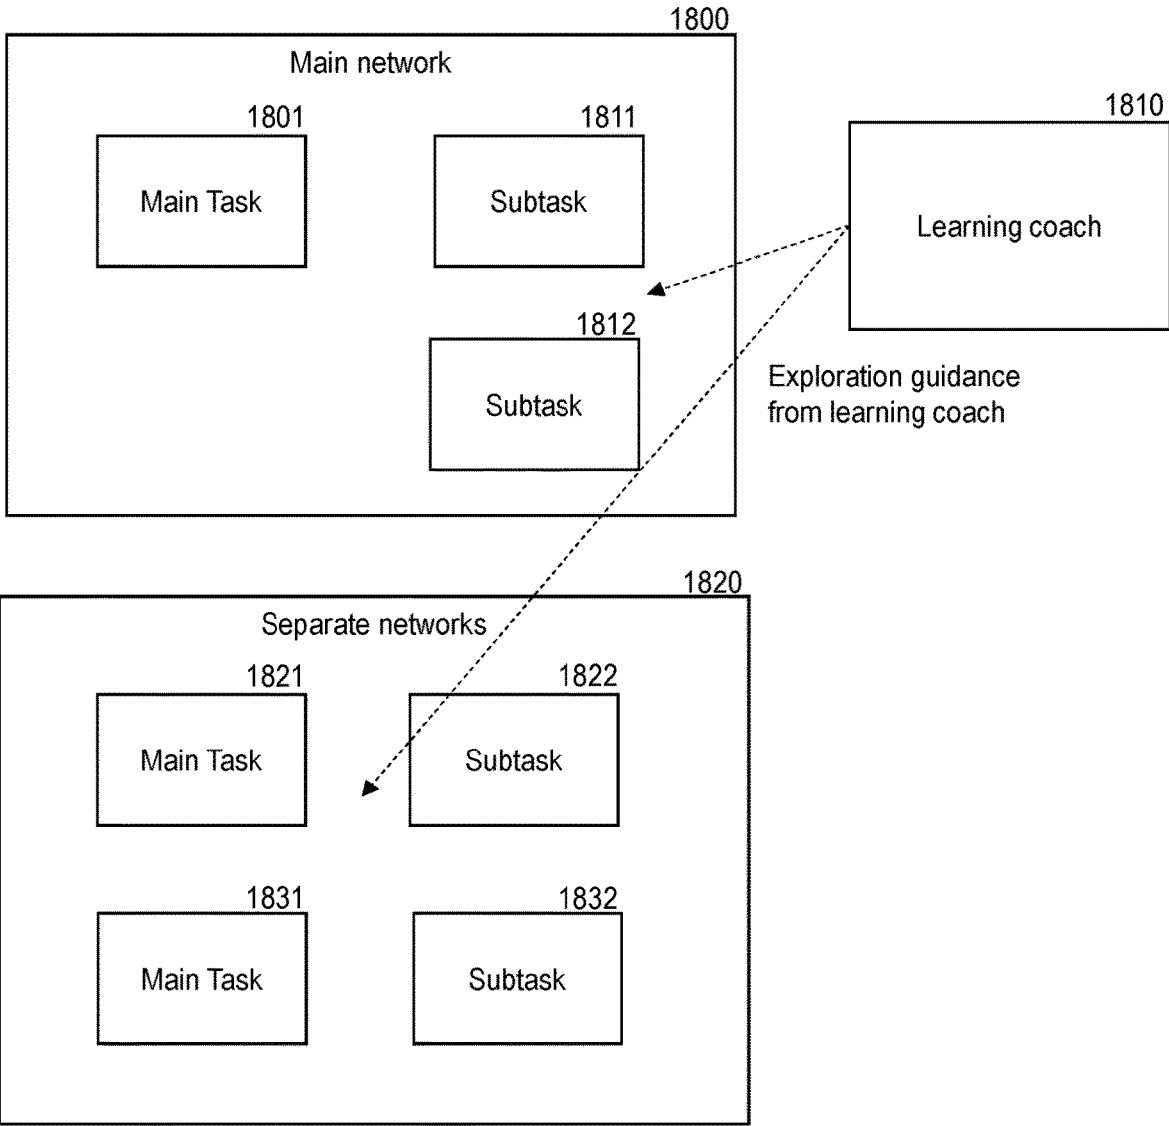 1800
Main network
1801
Main Task
1811
Subtask
1812
Subtask
1810
Learning coach
Exploration guidance
from learning coach
1820
Separate networks
1821
Main Task
1822
Subtask
1831
Main Task
1832
Subtask